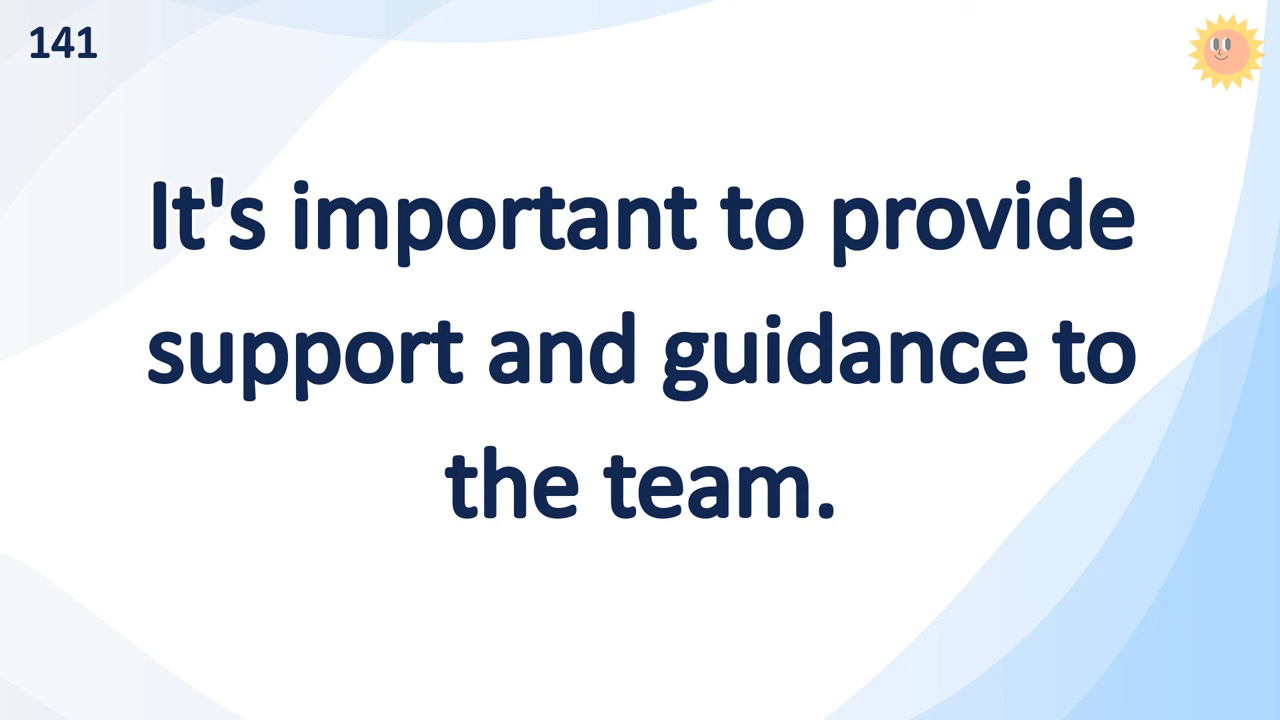 141
It's important to provide
support and guidance to
the team.